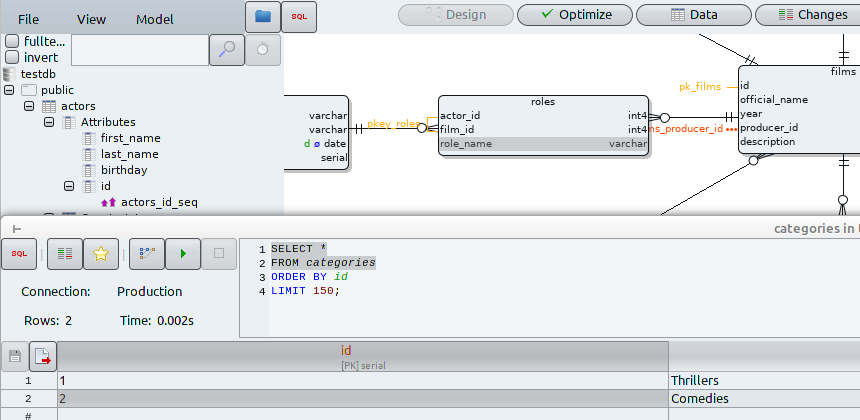 File View Model SQL Design Optimize Data Changes
fullte...
invert
testdb
public
actors
Attributes
first_name
last_name
birthday
id
actors_id_seq
varchar
varchar
d ø date
serial
pkey_roles
roles
actor_id int4
film_id int4
role_name varchar
pk_films
ns_producer_id
films
id
official_name
year
producer_id
description
categories in t
SQL
Connection: Production
Rows: 2 Time: 0.002s
1 SELECT *
2 FROM categories
3 ORDER BY id
4 LIMIT 150;
id
[PK] serial
1 1 Thrillers
2 2 Comedies
#